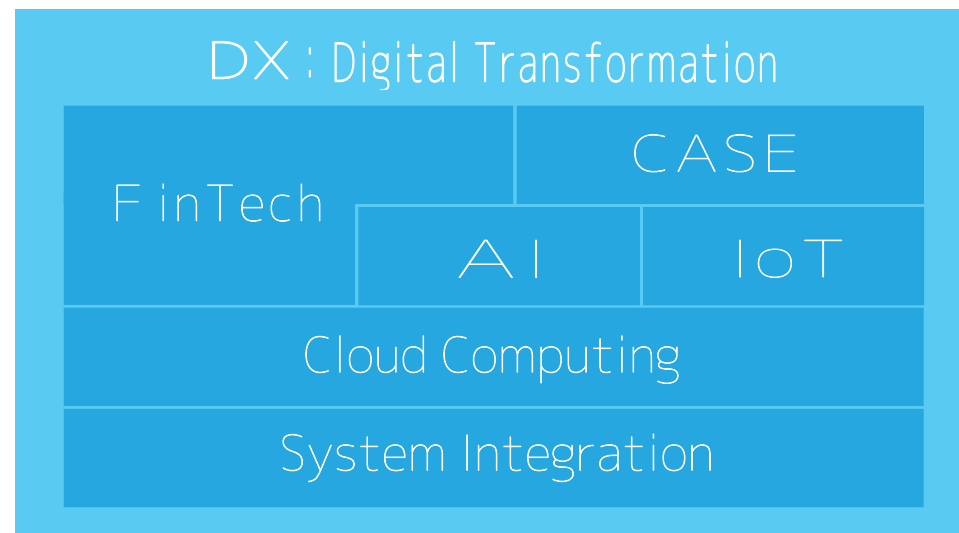 DX：Digital Transformation
CASE
FinTech
AI
IoT
Cloud Computing
System Integration